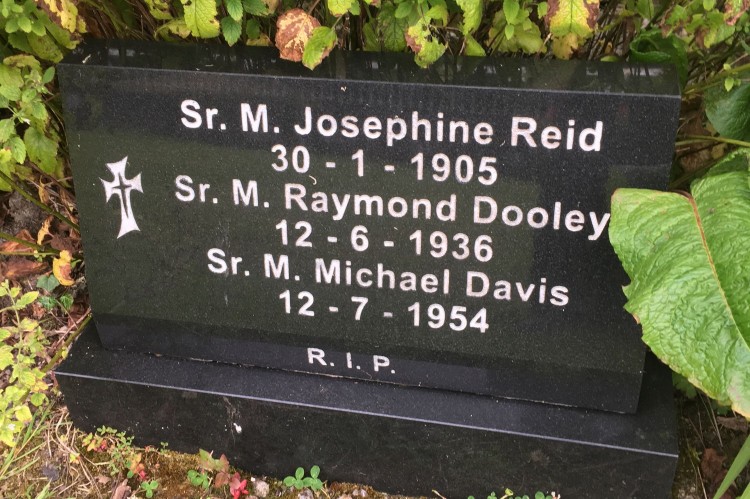 Sr. M. Josephine Reid
30 - 1 - 1905
Sr. M. Raymond Dooley
12 - 6 - 1936
Sr. M. Michael Davis
12 - 7 - 1954
R. I. P.